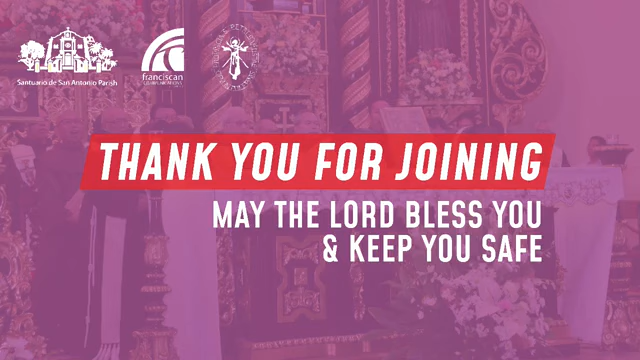 Santuario de San Antonio Parish
franciscan
THANK YOU FOR JOINING
MAY THE LORD BLESS YOU
& KEEP YOU SAFE